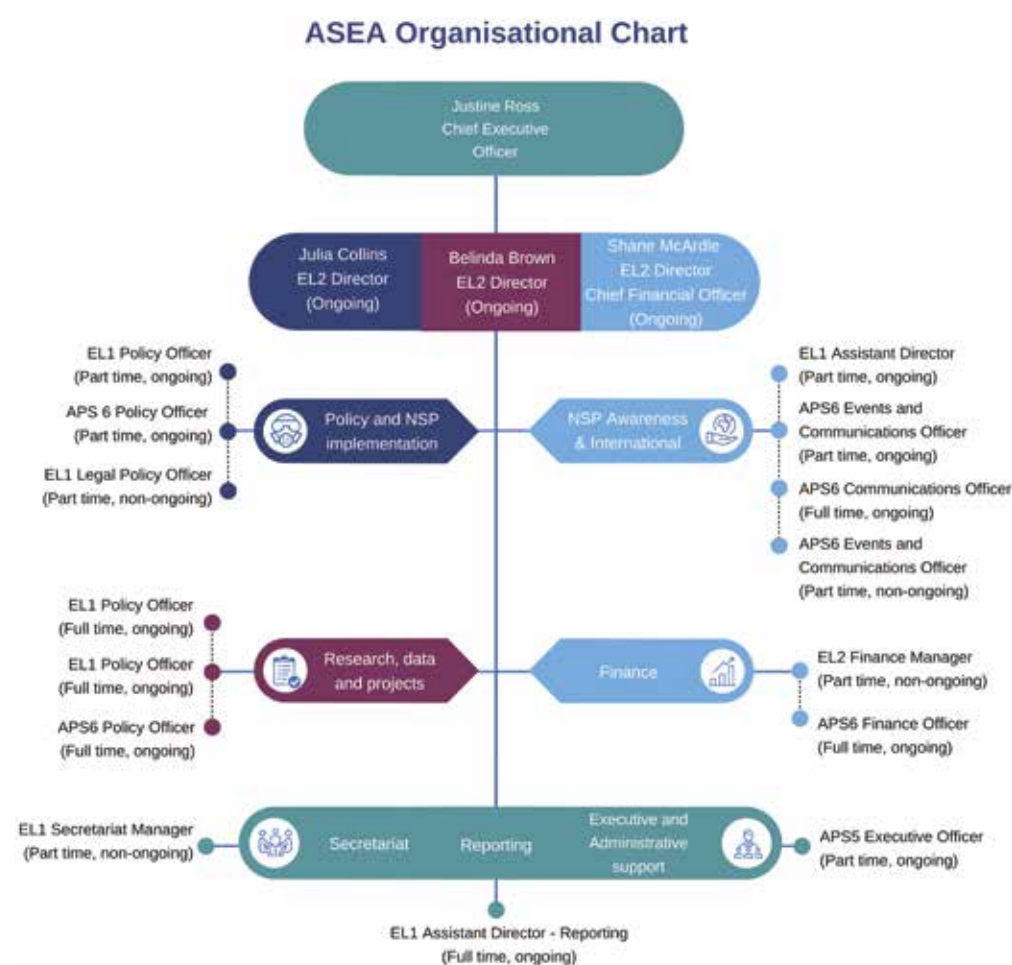 ASEA Organisational Chart
Justine Ross
Chief Executive
Officer
Julia Collins
EL2 Director
(Ongoing)
Belinda Brown
EL2 Director
(Ongoing)
Shane McArdle
EL2 Director
Chief Financial Officer
(Ongoing)
EL1 Policy Officer
(Part time, ongoing)
APS 6 Policy Officer
(Part time, ongoing)
EL1 Legal Policy Officer
(Part time, non-ongoing)
Policy and NSP
implementation
NSP Awareness
& International
EL1 Assistant Director
(Part time, ongoing)
APS6 Events and
Communications Officer
(Part time, ongoing)
APS6 Communications Officer
(Full time, ongoing)
APS6 Events and
Communications Officer
(Part time, non-ongoing)
EL1 Policy Officer
(Full time, ongoing)
EL1 Policy Officer
(Full time, ongoing)
APS6 Policy Officer
(Full time, ongoing)
Research, data
and projects
Finance
EL2 Finance Manager
(Part time, non-ongoing)
APS6 Finance Officer
(Full time, ongoing)
EL1 Secretariat Manager
(Part time, non-ongoing)
Secretariat
Reporting
Executive and
Administrative
support
APS5 Executive Officer
(Part time, ongoing)
EL1 Assistant Director - Reporting
(Full time, ongoing)